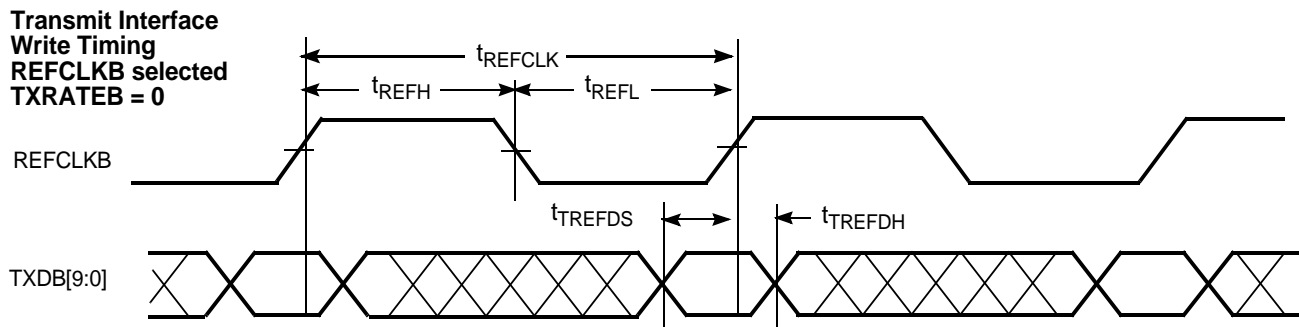 Transmit Interface
Write Timing
REFCLKB selected
TXRATEB = 0
tREFCLK
tREFH
tREFL
REFCLKB
tTREFDS
tTREFDH
TXDB[9:0]